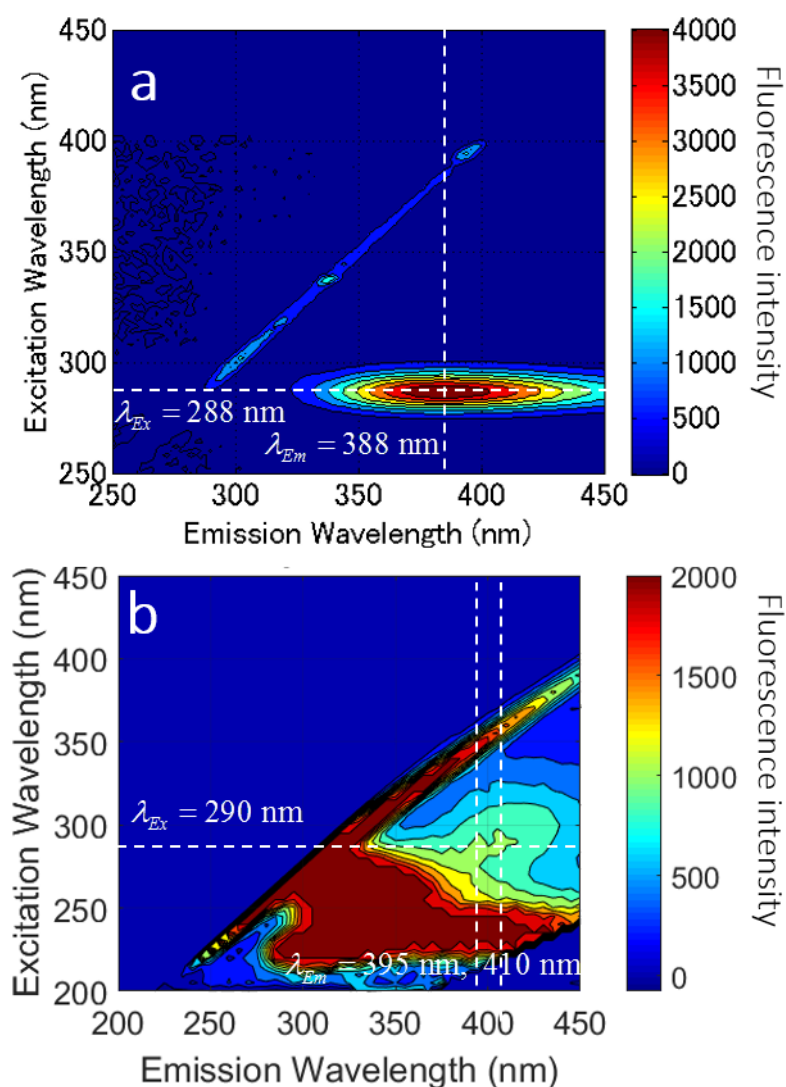 a
Excitation Wavelength (nm)
450
400
350
300
250
250 300 350 400 450
Emission Wavelength (nm)
λEx = 288 nm
λEm = 388 nm
4000
3500
3000
2500
2000
1500
1000
500
0
Fluorescence intensity
b
Excitation Wavelength (nm)
450
400
350
300
250
200
200 250 300 350 400 450
Emission Wavelength (nm)
λEx = 290 nm
λEm = 395 nm, 410 nm
2000
1500
1000
500
0
Fluorescence intensity